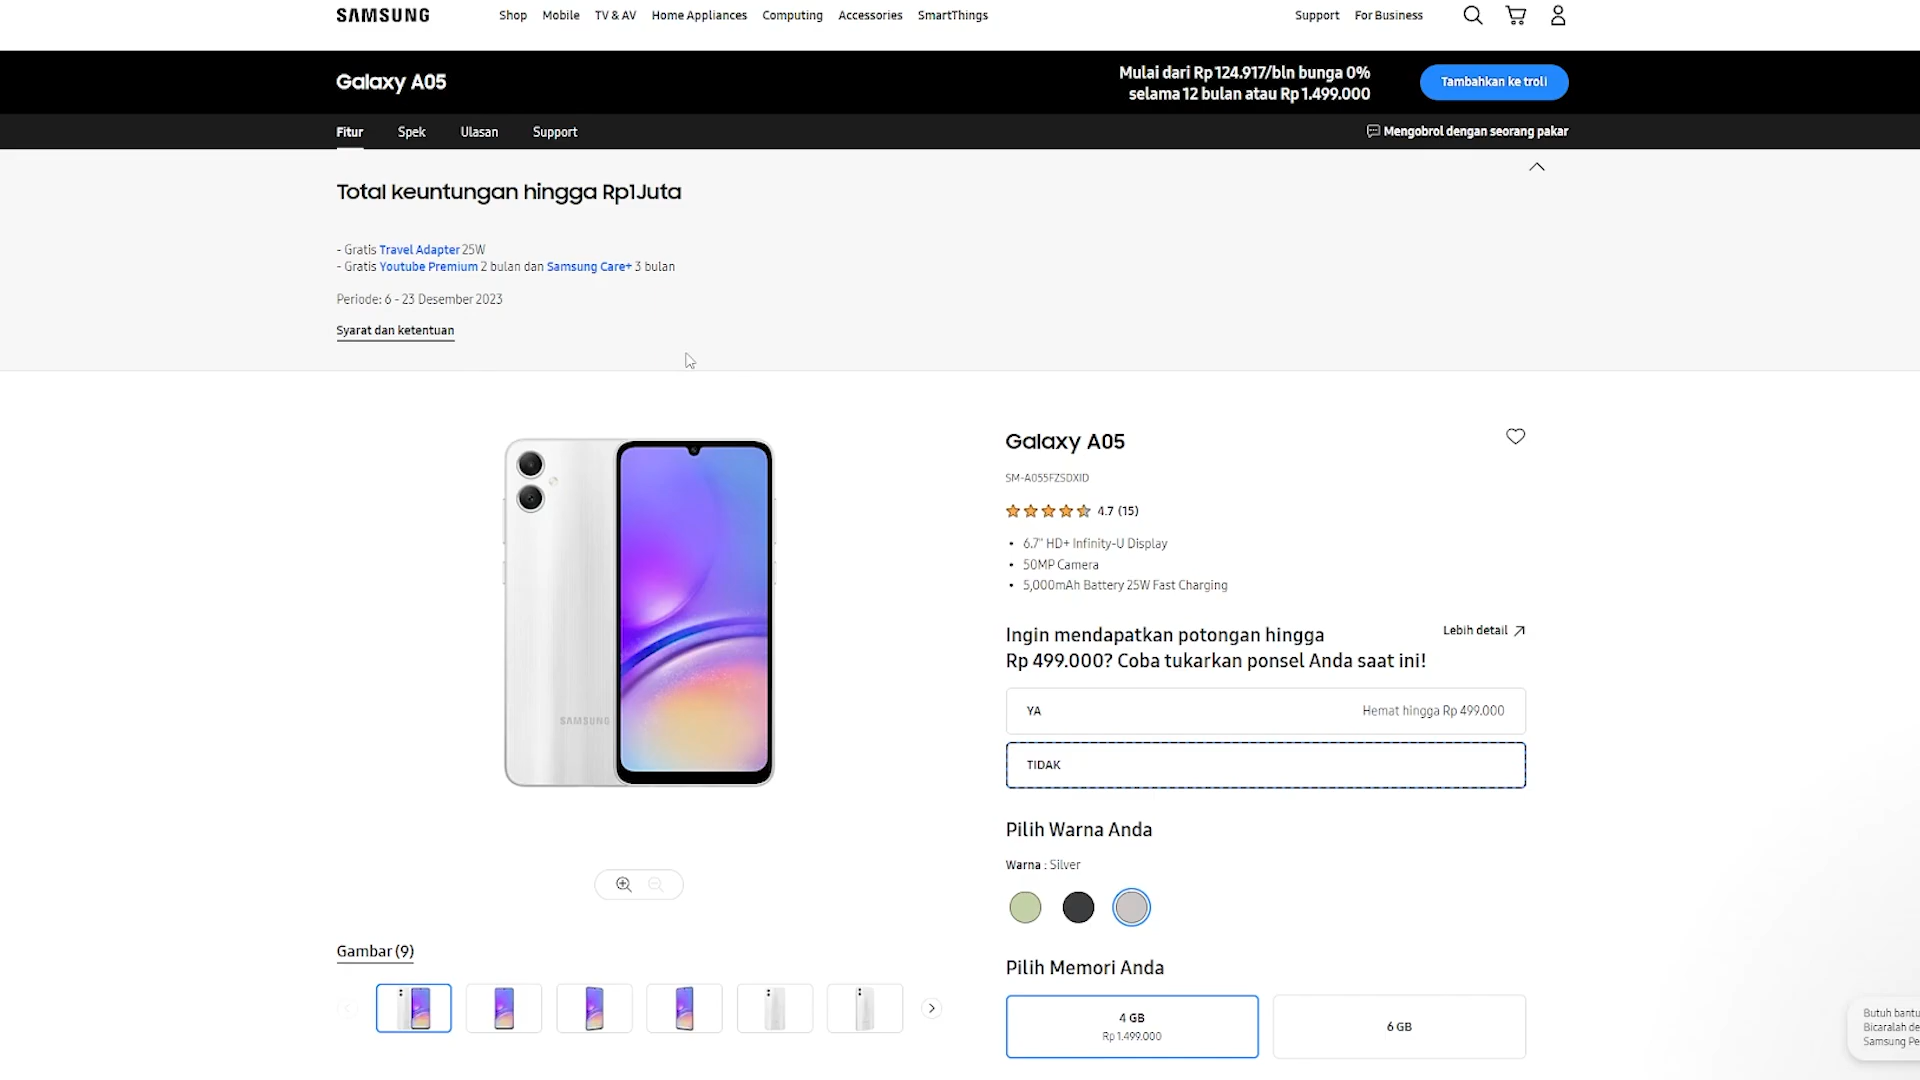 SAMSUNG
Shop Mobile TV & AV Home Appliances Computing Accessories SmartThings
Support For Business
Galaxy A05
Mulai dari Rp 124.917/bln bunga 0%
selama 12 bulan atau Rp 1.499.000
Tambahkan ke troli
Fitur Spek Ulasan Support
Mengobrol dengan seorang pakar
Total keuntungan hingga Rp1Juta
- Gratis Travel Adapter 25W
- Gratis Youtube Premium 2 bulan dan Samsung Care+ 3 bulan
Periode: 6 - 23 Desember 2023
Syarat dan ketentuan
SAMSUNG
Gambar (9)
Galaxy A05
SM-A055FZSDXID
4.7 (15)
• 6.7" HD+ Infinity-U Display
• 50MP Camera
• 5,000mAh Battery 25W Fast Charging
Ingin mendapatkan potongan hingga
Rp 499.000? Coba tukarkan ponsel Anda saat ini!
Lebih detail
YA Hemat hingga Rp 499.000
TIDAK
Pilih Warna Anda
Warna : Silver
Pilih Memori Anda
4 GB
Rp 1.499.000
6 GB
Butuh bantu
Bicaralah de
Samsung Pe